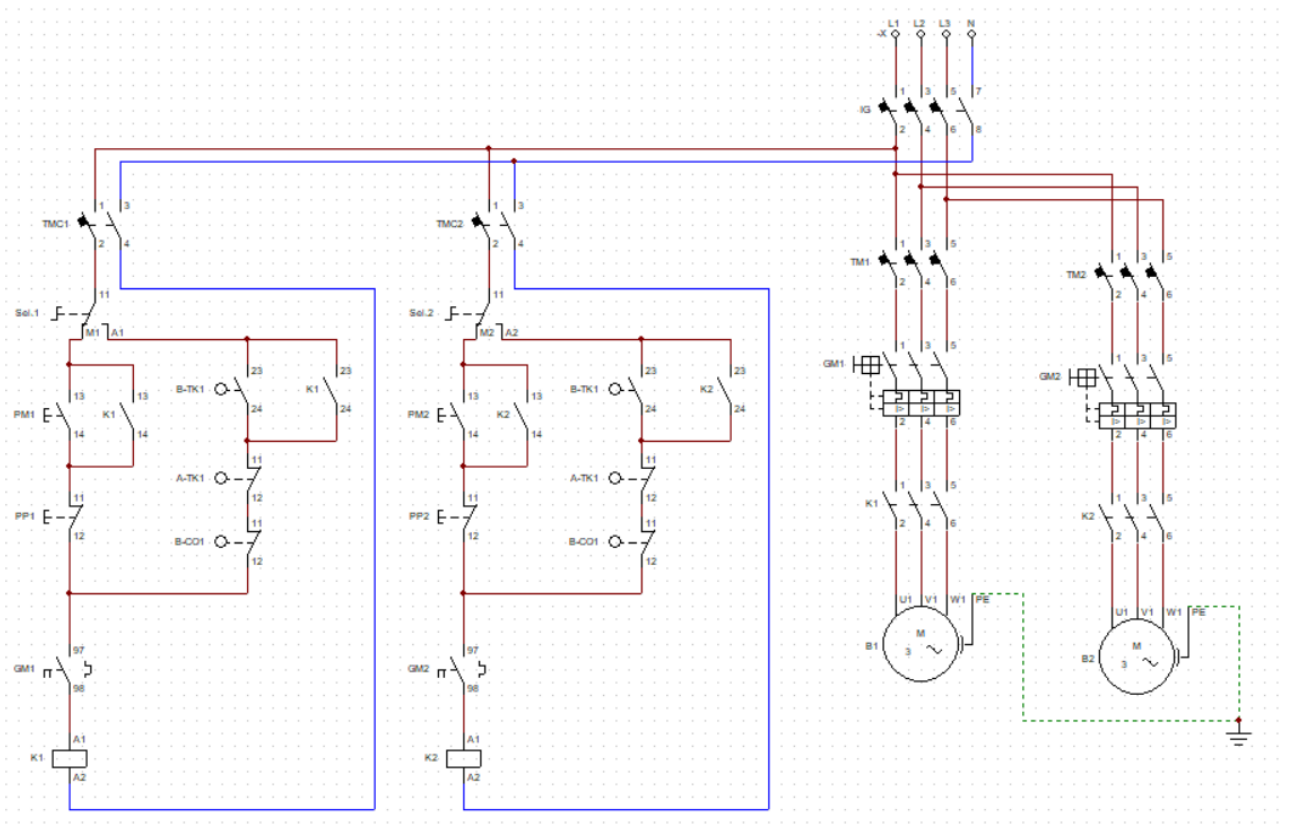 L1 L2 L3 N
-X
1 3 5 7
IG
2 4 6 8
1 3
TMC1
2 4
1 3
TMC2
2 4
1 3 5
TM1
2 4 6
1 3 5
TM2
2 4 6
11
Sel.1
M1 A1
11
Sel.2
M2 A2
1 3 5
GM1
I> I> I>
2 4 6
1 3 5
GM2
I> I> I>
2 4 6
13
PM1
14
13
K1
14
23
B-TK1
24
23
K1
24
13
PM2
14
13
K2
14
23
B-TK1
24
23
K2
24
11
A-TK1
12
11
A-TK1
12
11
PP1
12
11
B-CO1
12
11
PP2
12
11
B-CO1
12
1 3 5
K1
2 4 6
1 3 5
K2
2 4 6
U1 V1 W1 PE
M
3
B1
U1 V1 W1 PE
M
3
B2
97
GM1
98
97
GM2
98
A1
K1
A2
A1
K2
A2